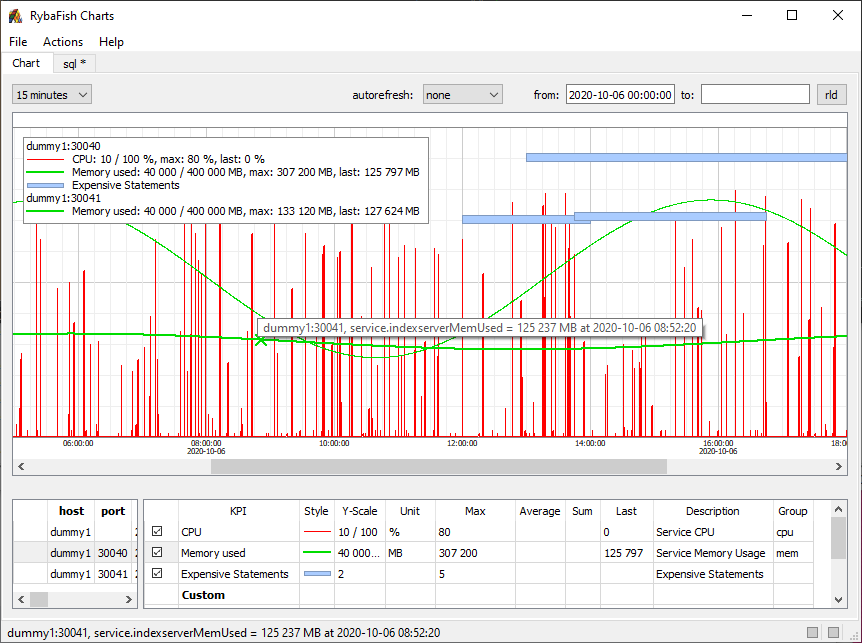 RybaFish Charts
File Actions Help
Chart sql *
15 minutes autorefresh: none from: 2020-10-06 00:00:00 to: rld
dummy1:30040
CPU: 10 / 100 %, max: 80 %, last: 0 %
Memory used: 40 000 / 400 000 MB, max: 307 200 MB, last: 125 797 MB
Expensive Statements
dummy1:30041
Memory used: 40 000 / 400 000 MB, max: 133 120 MB, last: 127 624 MB
dummy1:30041, service.indexserverMemUsed = 125 237 MB at 2020-10-06 08:52:20
06:00:00 08:00:00 10:00:00 12:00:00 14:00:00 16:00:00 18:0
2020-10-06 2020-10-06
host port KPI Style Y-Scale Unit Max Average Sum Last Description Group
dummy1 CPU 10 / 100 % 80 0 Service CPU cpu
dummy1 30040 Memory used 40 000... MB 307 200 125 797 Service Memory Usage mem
dummy1 30041 Expensive Statements 2 5 Expensive Statements
Custom
dummy1:30041, service.indexserverMemUsed = 125 237 MB at 2020-10-06 08:52:20